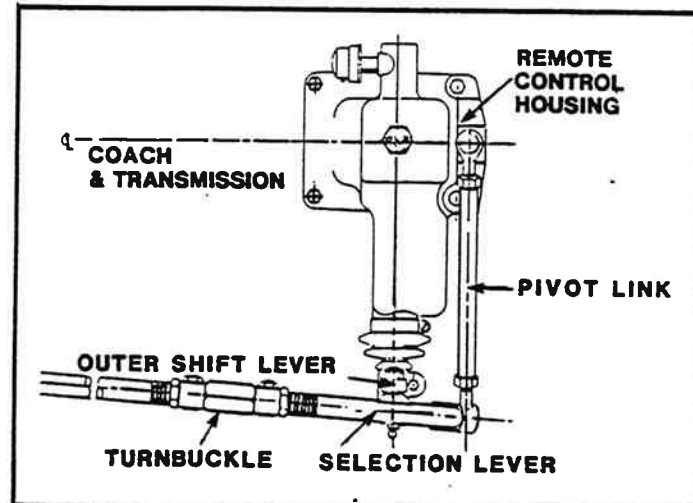 REMOTE
CONTROL
HOUSING
℄ COACH
& TRANSMISSION
PIVOT LINK
OUTER SHIFT LEVER
TURNBUCKLE
SELECTION LEVER